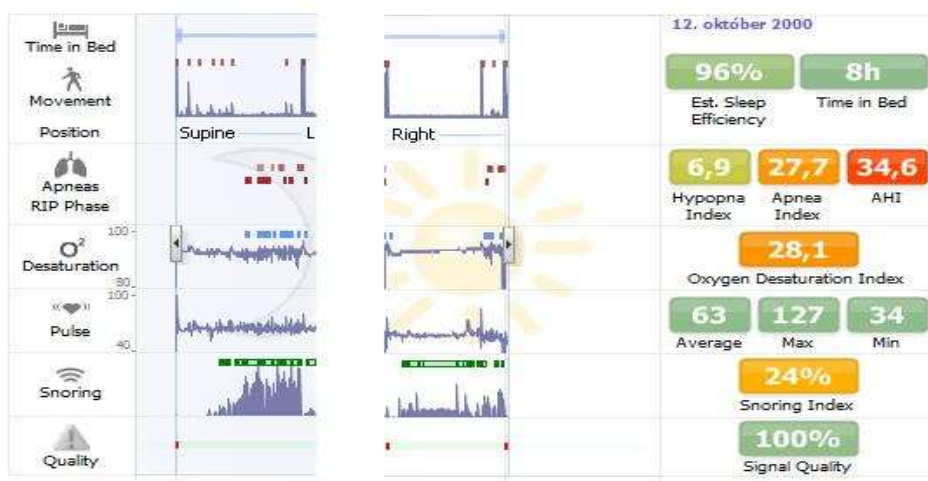 Time in Bed
12. október 2000
96%
8h
Movement
Est. Sleep
Efficiency
Time in Bed
Position
Supine
L
Right
Apneas
RIP Phase
6,9
27,7
34,6
Hypopna
Index
Apnea
Index
AHI
100
O²
Desaturation
80
28,1
Oxygen Desaturation Index
100
Pulse
40
63
127
34
Average
Max
Min
Snoring
24%
Snoring Index
Quality
100%
Signal Quality